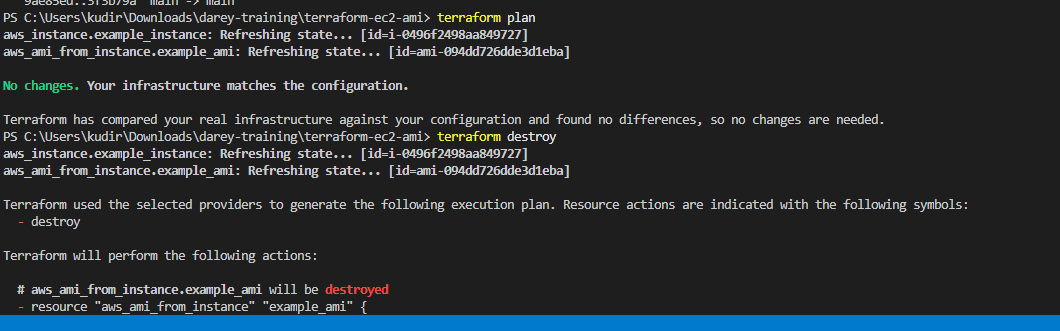 9ae85ed..3f3b79a main -> main
PS C:\Users\kudir\Downloads\darey-training\terraform-ec2-ami> terraform plan
aws_instance.example_instance: Refreshing state... [id=i-0496f2498aa849727]
aws_ami_from_instance.example_ami: Refreshing state... [id=ami-094dd726dde3d1eba]
No changes. Your infrastructure matches the configuration.
Terraform has compared your real infrastructure against your configuration and found no differences, so no changes are needed.
PS C:\Users\kudir\Downloads\darey-training\terraform-ec2-ami> terraform destroy
aws_instance.example_instance: Refreshing state... [id=i-0496f2498aa849727]
aws_ami_from_instance.example_ami: Refreshing state... [id=ami-094dd726dde3d1eba]
Terraform used the selected providers to generate the following execution plan. Resource actions are indicated with the following symbols:
- destroy
Terraform will perform the following actions:
# aws_ami_from_instance.example_ami will be destroyed
- resource "aws_ami_from_instance" "example_ami" {